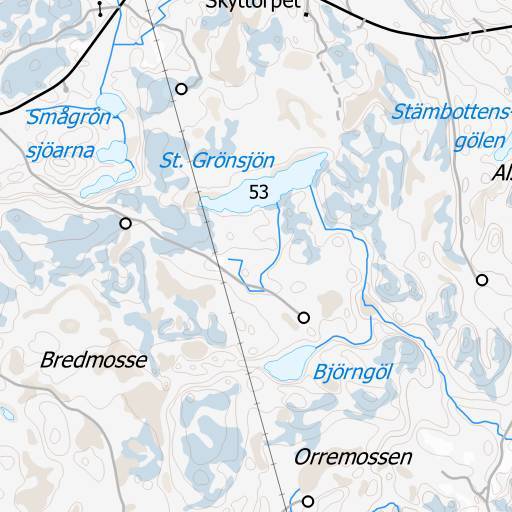 Skyttorpet
Smågrön-
sjöarna
St. Grönsjön
53
Stämbottens-
gölen
Bredmosse
Björngöl
Orremossen